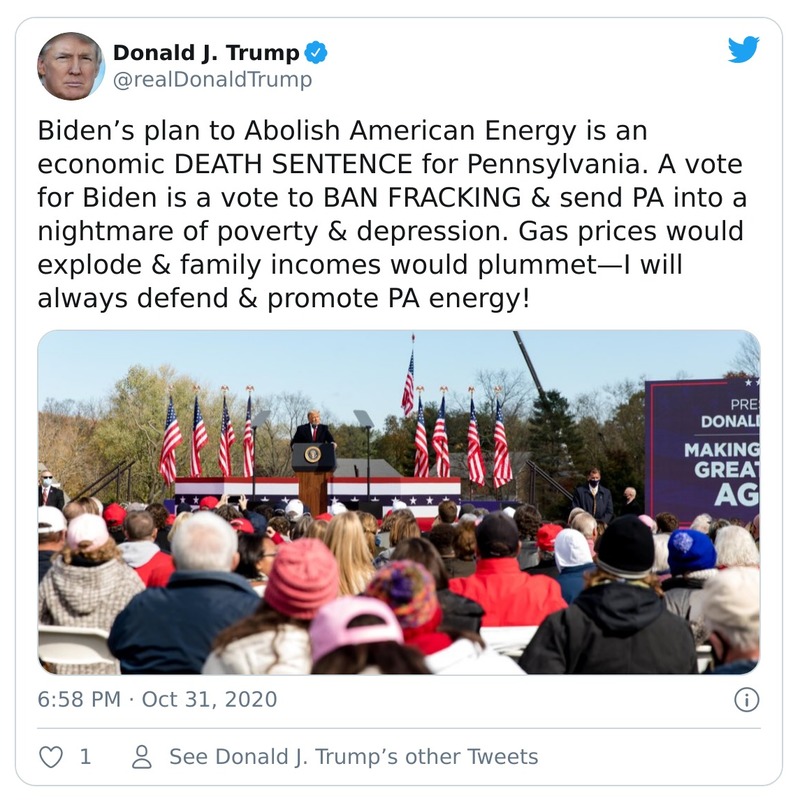 Donald J. Trump
@realDonaldTrump
Biden’s plan to Abolish American Energy is an
economic DEATH SENTENCE for Pennsylvania. A vote
for Biden is a vote to BAN FRACKING & send PA into a
nightmare of poverty & depression. Gas prices would
explode & family incomes would plummet—I will
always defend & promote PA energy!
PRES
DONAL
MAKING
GREAT
AG
6:58 PM · Oct 31, 2020
1
See Donald J. Trump’s other Tweets